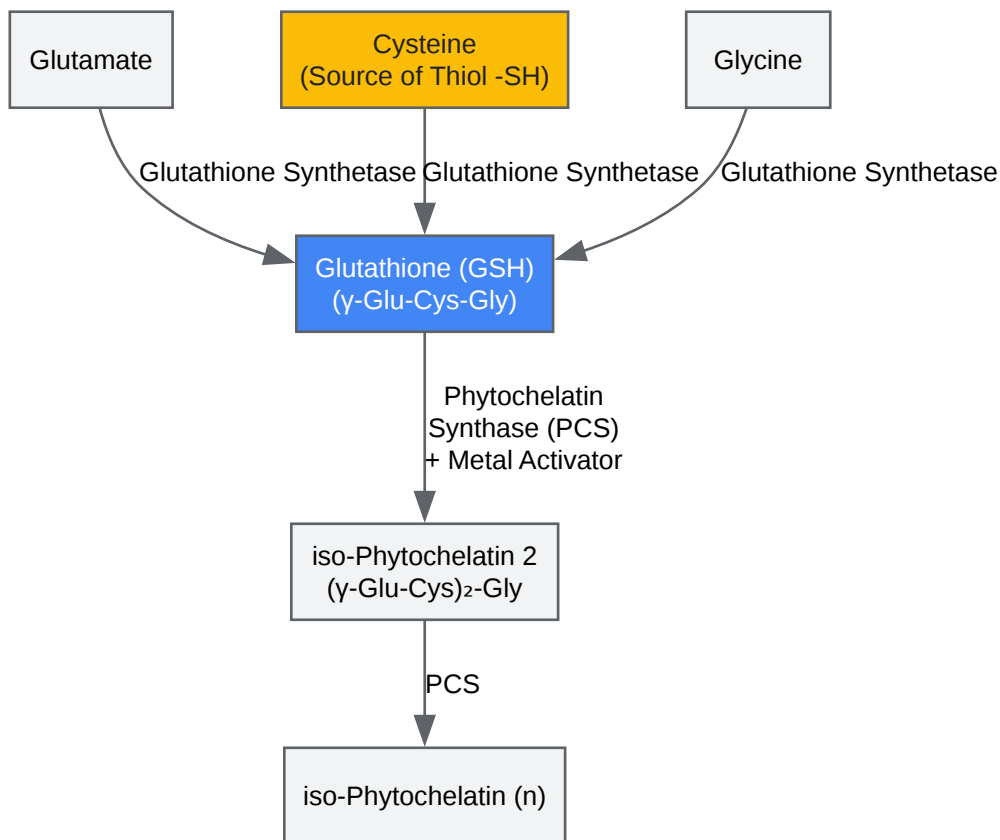 Glutamate
Cysteine
(Source of Thiol -SH)
Glycine
Glutathione Synthetase
Glutathione Synthetase
Glutathione Synthetase
Glutathione (GSH)
(γ-Glu-Cys-Gly)
Phytochelatin
Synthase (PCS)
+ Metal Activator
iso-Phytochelatin 2
(γ-Glu-Cys)₂-Gly
PCS
iso-Phytochelatin (n)